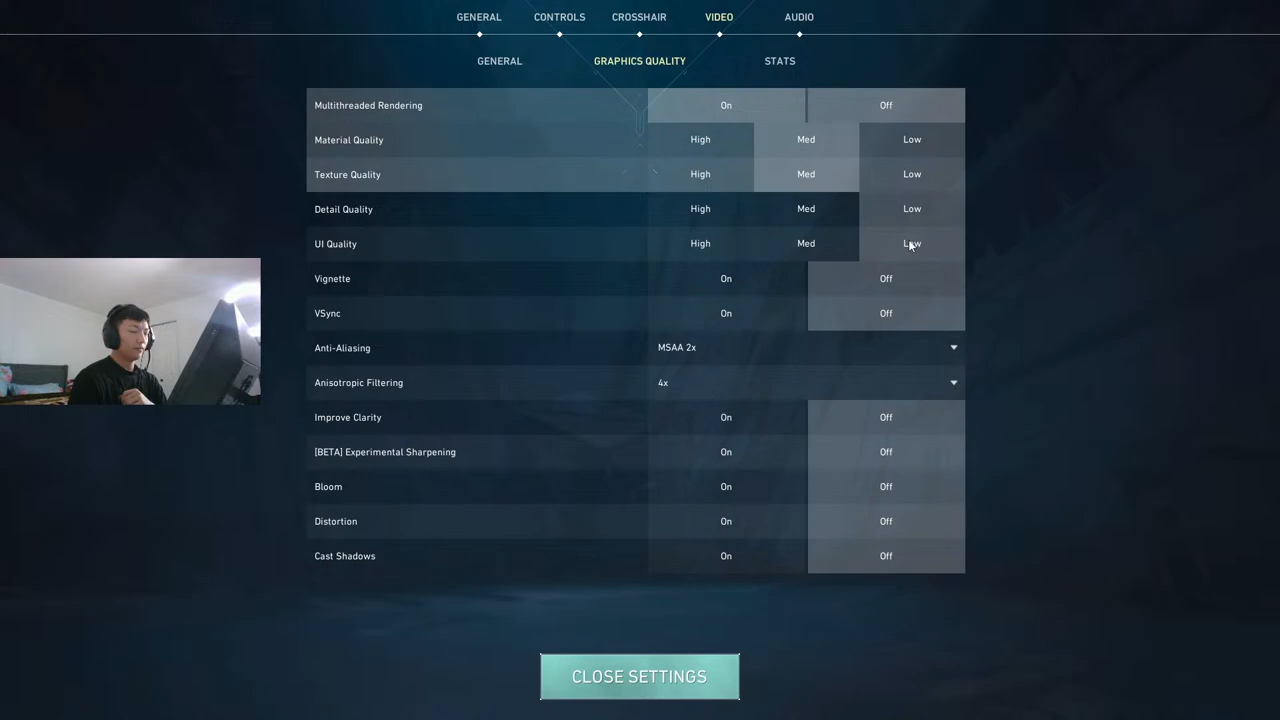 GENERAL CONTROLS CROSSHAIR VIDEO AUDIO
GENERAL GRAPHICS QUALITY STATS
Multithreaded Rendering On Off
Material Quality High Med Low
Texture Quality High Med Low
Detail Quality High Med Low
UI Quality High Med Low
Vignette On Off
VSync On Off
Anti-Aliasing MSAA 2x
Anisotropic Filtering 4x
Improve Clarity On Off
[BETA] Experimental Sharpening On Off
Bloom On Off
Distortion On Off
Cast Shadows On Off
CLOSE SETTINGS